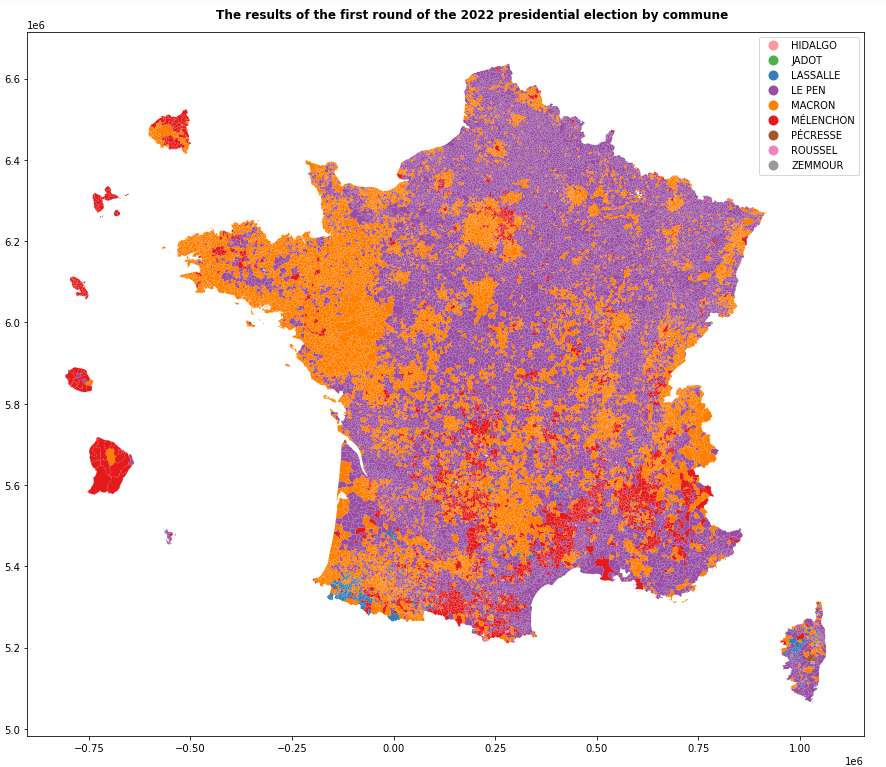 The results of the first round of the 2022 presidential election by commune
1e6
HIDALGO
JADOT
LASSALLE
LE PEN
MACRON
MÉLENCHON
PÉCRESSE
ROUSSEL
ZEMMOUR
6.6
6.4
6.2
6.0
5.8
5.6
5.4
5.2
5.0
−0.75
−0.50
−0.25
0.00
0.25
0.50
0.75
1.00
1e6